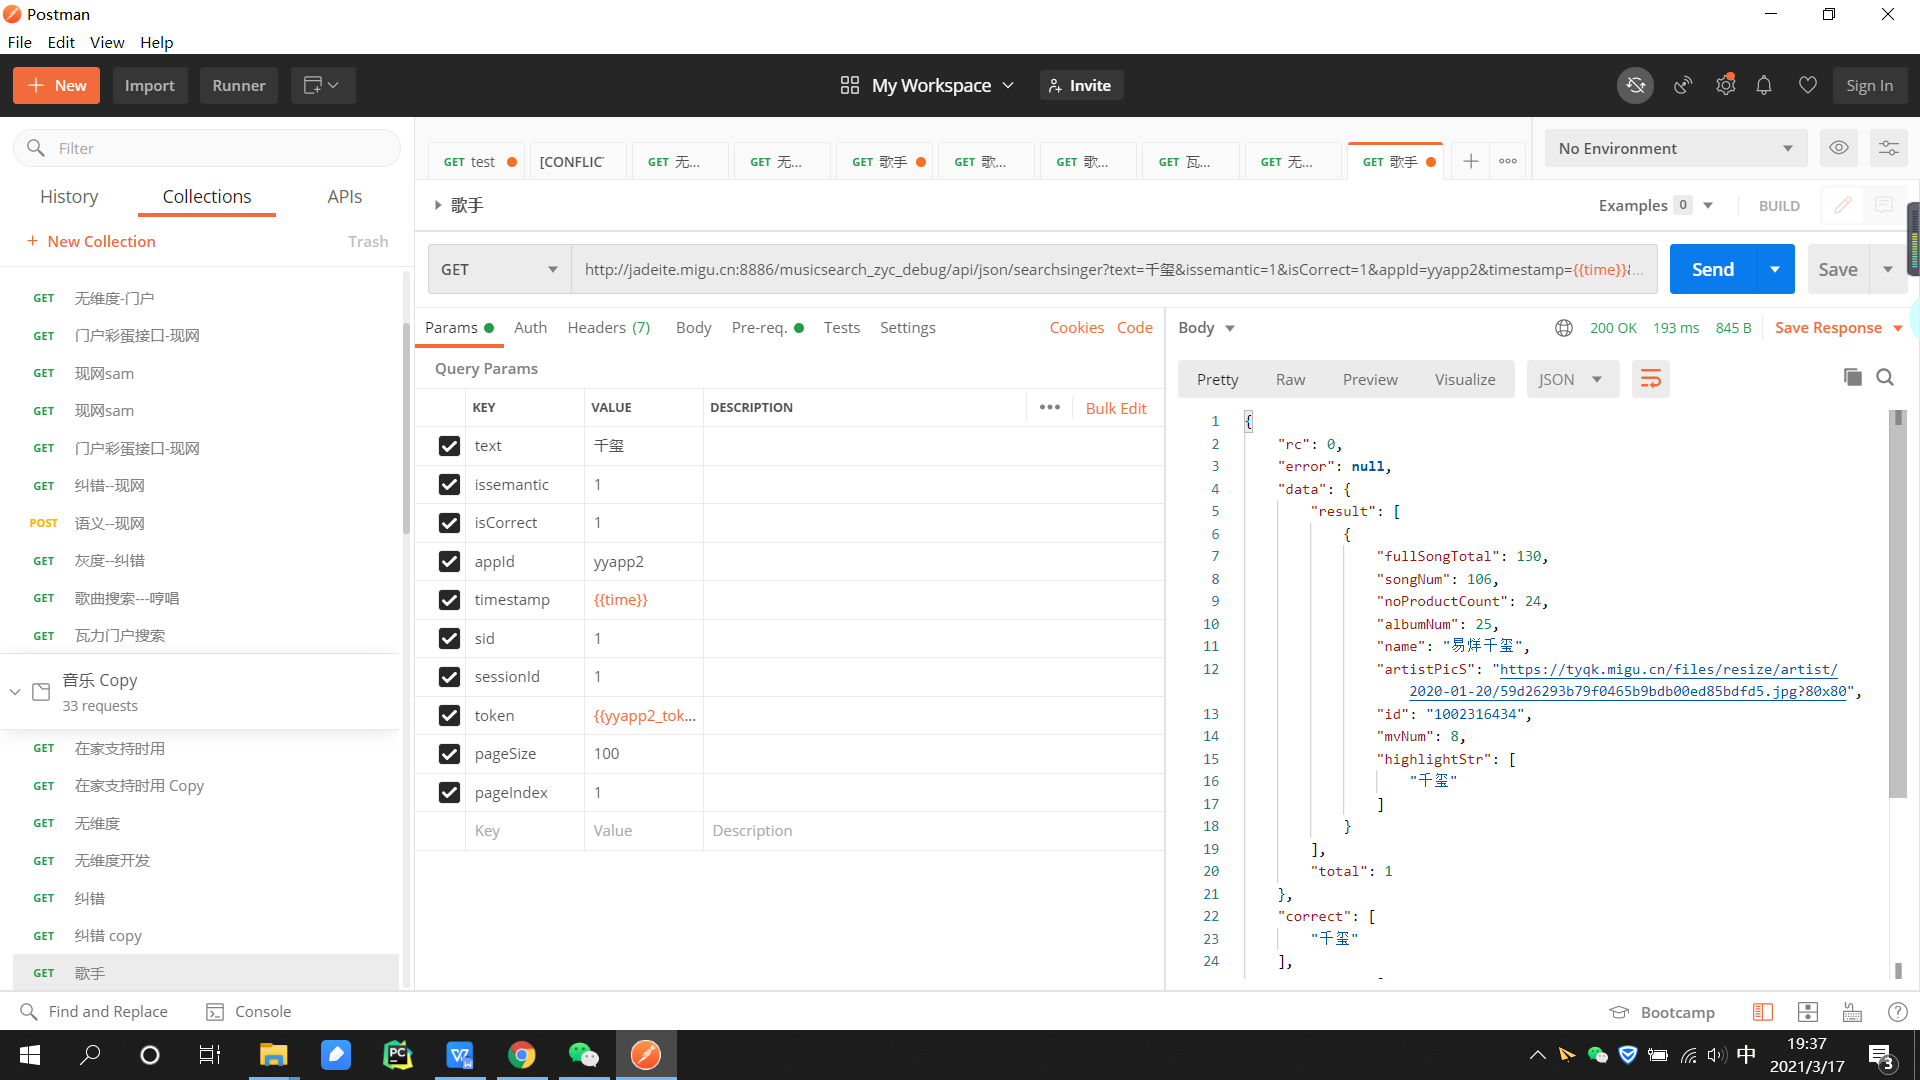 Postman
File Edit View Help
New Import Runner My Workspace Invite Sign In
Filter
History Collections APIs
+ New Collection Trash
GET 无维度-门户
GET 门户彩蛋接口-现网
GET 现网sam
GET 现网sam
GET 门户彩蛋接口-现网
GET 纠错--现网
POST 语义--现网
GET 灰度--纠错
GET 歌曲搜索---哼唱
GET 瓦力门户搜索
音乐 Copy
33 requests
GET 在家支持时用
GET 在家支持时用 Copy
GET 无维度
GET 无维度开发
GET 纠错
GET 纠错 copy
GET 歌手
GET test [CONFLICT GET 无... GET 无... GET 歌手 GET 歌... GET 歌... GET 瓦... GET 无... GET 歌手
No Environment
歌手
Examples 0 BUILD
GET http://jadeite.migu.cn:8886/musicsearch_zyc_debug/api/json/searchsinger?text=千玺&issemantic=1&isCorrect=1&appId=yyapp2&timestamp={{time}}&... Send Save
Params Auth Headers (7) Body Pre-req. Tests Settings Cookies Code
Query Params
KEY VALUE DESCRIPTION ••• Bulk Edit
text 千玺
issemantic 1
isCorrect 1
appId yyapp2
timestamp {{time}}
sid 1
sessionId 1
token {{yyapp2_tok...
pageSize 100
pageIndex 1
Key Value Description
Body 200 OK 193 ms 845 B Save Response
Pretty Raw Preview Visualize JSON
1 {
2 "rc": 0,
3 "error": null,
4 "data": {
5 "result": [
6 {
7 "fullSongTotal": 130,
8 "songNum": 106,
9 "noProductCount": 24,
10 "albumNum": 25,
11 "name": "易烊千玺",
12 "artistPicS": "https://tyqk.migu.cn/files/resize/artist/
2020-01-20/59d26293b79f0465b9bdb00ed85bdfd5.jpg?80x80",
13 "id": "1002316434",
14 "mvNum": 8,
15 "highlightStr": [
16 "千玺"
17 ]
18 }
19 ],
20 "total": 1
21 },
22 "correct": [
23 "千玺"
24 ],
Find and Replace Console Bootcamp
中 19:37
2021/3/17
3